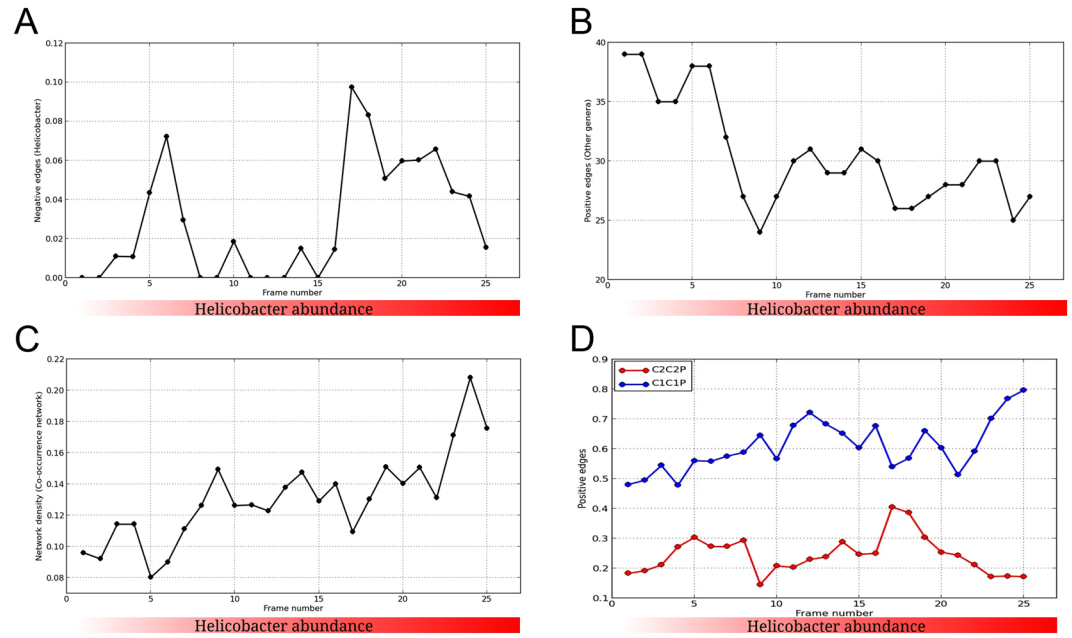 A
Negative edges (Helicobacter)
0.12
0.10
0.08
0.06
0.04
0.02
0.00
0 5 10 15 20 25
Frame number
Helicobacter abundance
B
Positive edges (Other genera)
40
35
30
25
20
0 5 10 15 20 25
Frame number
Helicobacter abundance
C
Network density (Co-occurrence network)
0.22
0.20
0.18
0.16
0.14
0.12
0.10
0.08
0 5 10 15 20 25
Frame number
Helicobacter abundance
D
Positive edges
0.9
0.8
0.7
0.6
0.5
0.4
0.3
0.2
0.1
C2C2P
C1C1P
0 5 10 15 20 25
Frame number
Helicobacter abundance